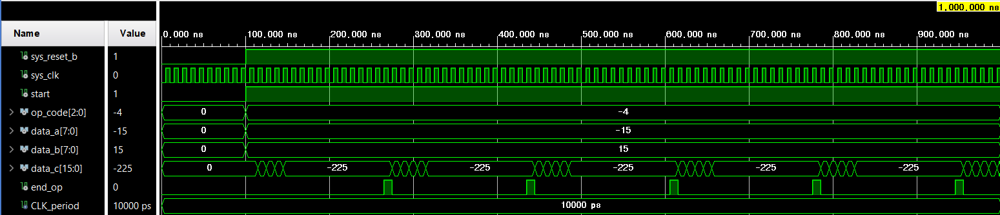 1,000.000 ns
Name Value 0.000 ns 100.000 ns 200.000 ns 300.000 ns 400.000 ns 500.000 ns 600.000 ns 700.000 ns 800.000 ns 900.000 ns
sys_reset_b 1
sys_clk 0
start 1
op_code[2:0] -4 0 -4
data_a[7:0] -15 0 -15
data_b[7:0] 15 0 15
data_c[15:0] -225 0 -225 -225 -225 -225 -225
end_op 0
CLK_period 10000 ps 10000 ps